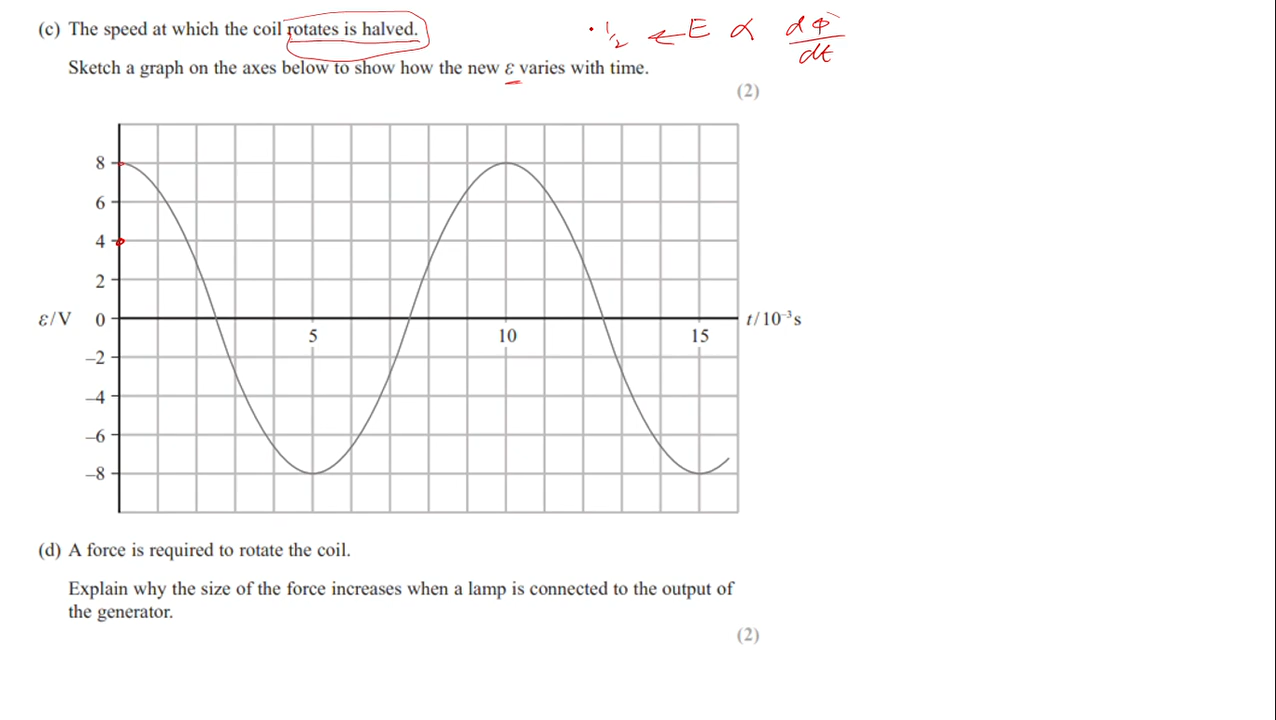 (c) The speed at which the coil rotates is halved.
· 1/2 ← E ∝ dΦ/dt
Sketch a graph on the axes below to show how the new ε varies with time.
(2)
8
6
4
2
ε/V 0
5 10 15 t/10⁻³s
–2
–4
–6
–8
(d) A force is required to rotate the coil.
Explain why the size of the force increases when a lamp is connected to the output of
the generator.
(2)